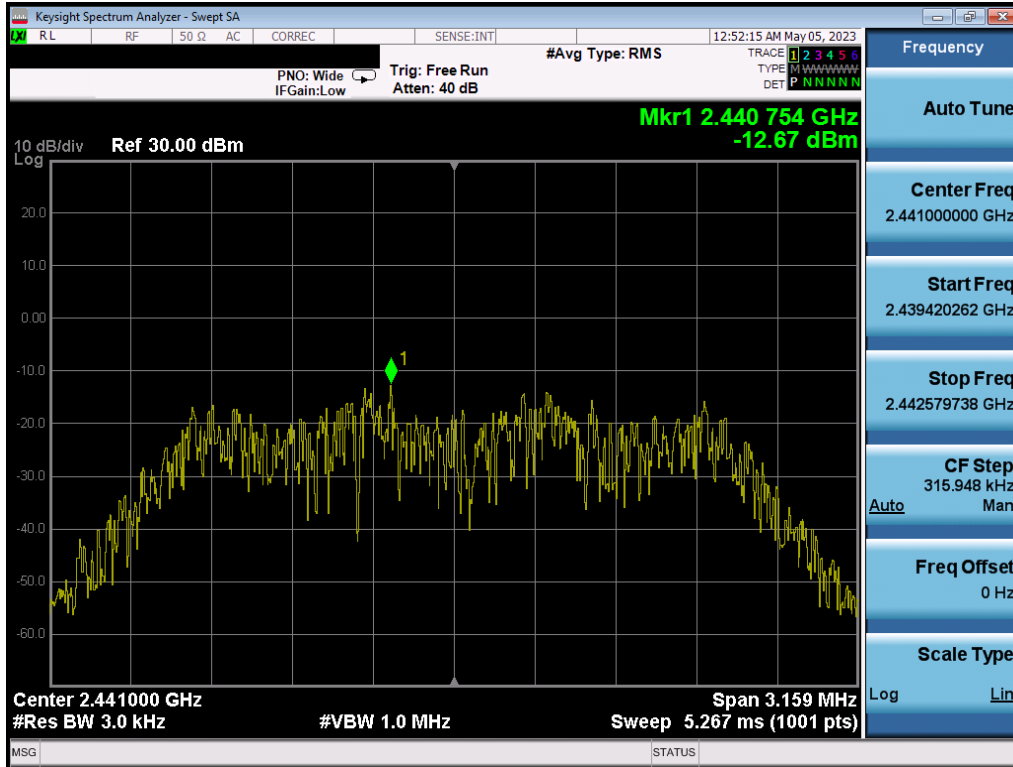 Keysight Spectrum Analyzer - Swept SA
LXI RL RF 50 Ω AC CORREC SENSE:INT 12:52:15 AM May 05, 2023
#Avg Type: RMS
TRACE 1 2 3 4 5 6
TYPE M WWWWW
DET P N N N N N
PNO: Wide
IFGain:Low
Trig: Free Run
Atten: 40 dB
Mkr1 2.440 754 GHz
-12.67 dBm
10 dB/div Ref 30.00 dBm
Log
20.0
10.0
0.00
-10.0
-20.0
-30.0
-40.0
-50.0
-60.0
1
Center 2.441000 GHz Span 3.159 MHz
#Res BW 3.0 kHz #VBW 1.0 MHz Sweep 5.267 ms (1001 pts)
MSG STATUS
Frequency
Auto Tune
Center Freq
2.441000000 GHz
Start Freq
2.439420262 GHz
Stop Freq
2.442579738 GHz
CF Step
315.948 kHz
Auto Man
Freq Offset
0 Hz
Scale Type
Log Lin